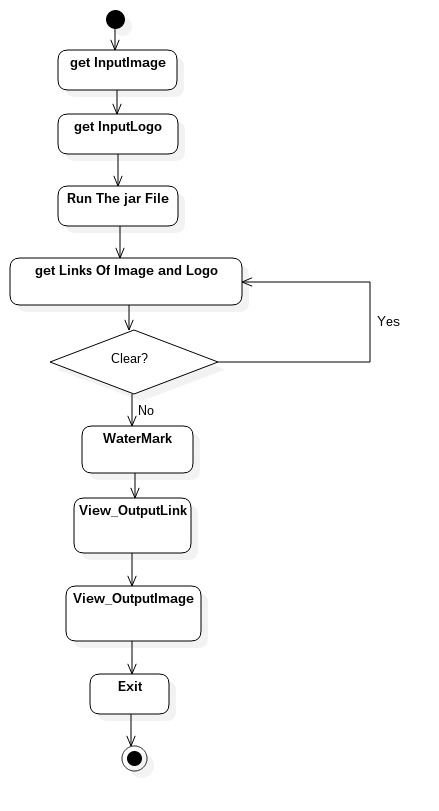 get InputImage
get InputLogo
Run The jar File
get Links Of Image and Logo
Yes
Clear?
No
WaterMark
View_OutputLink
View_OutputImage
Exit